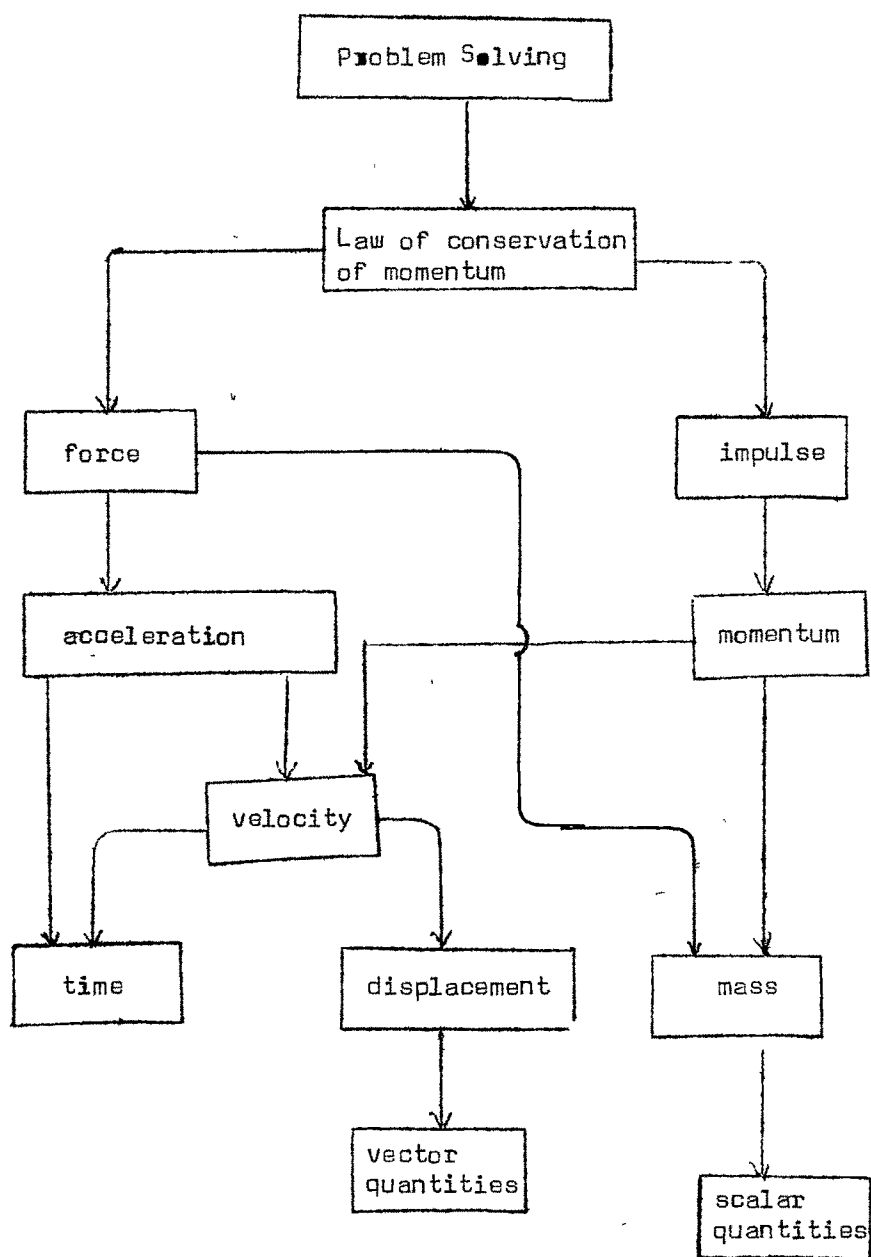 Problem Solving
Law of conservation
of momentum
force
impulse
acceleration
momentum
velocity
time
displacement
mass
vector
quantities
scalar
quantities